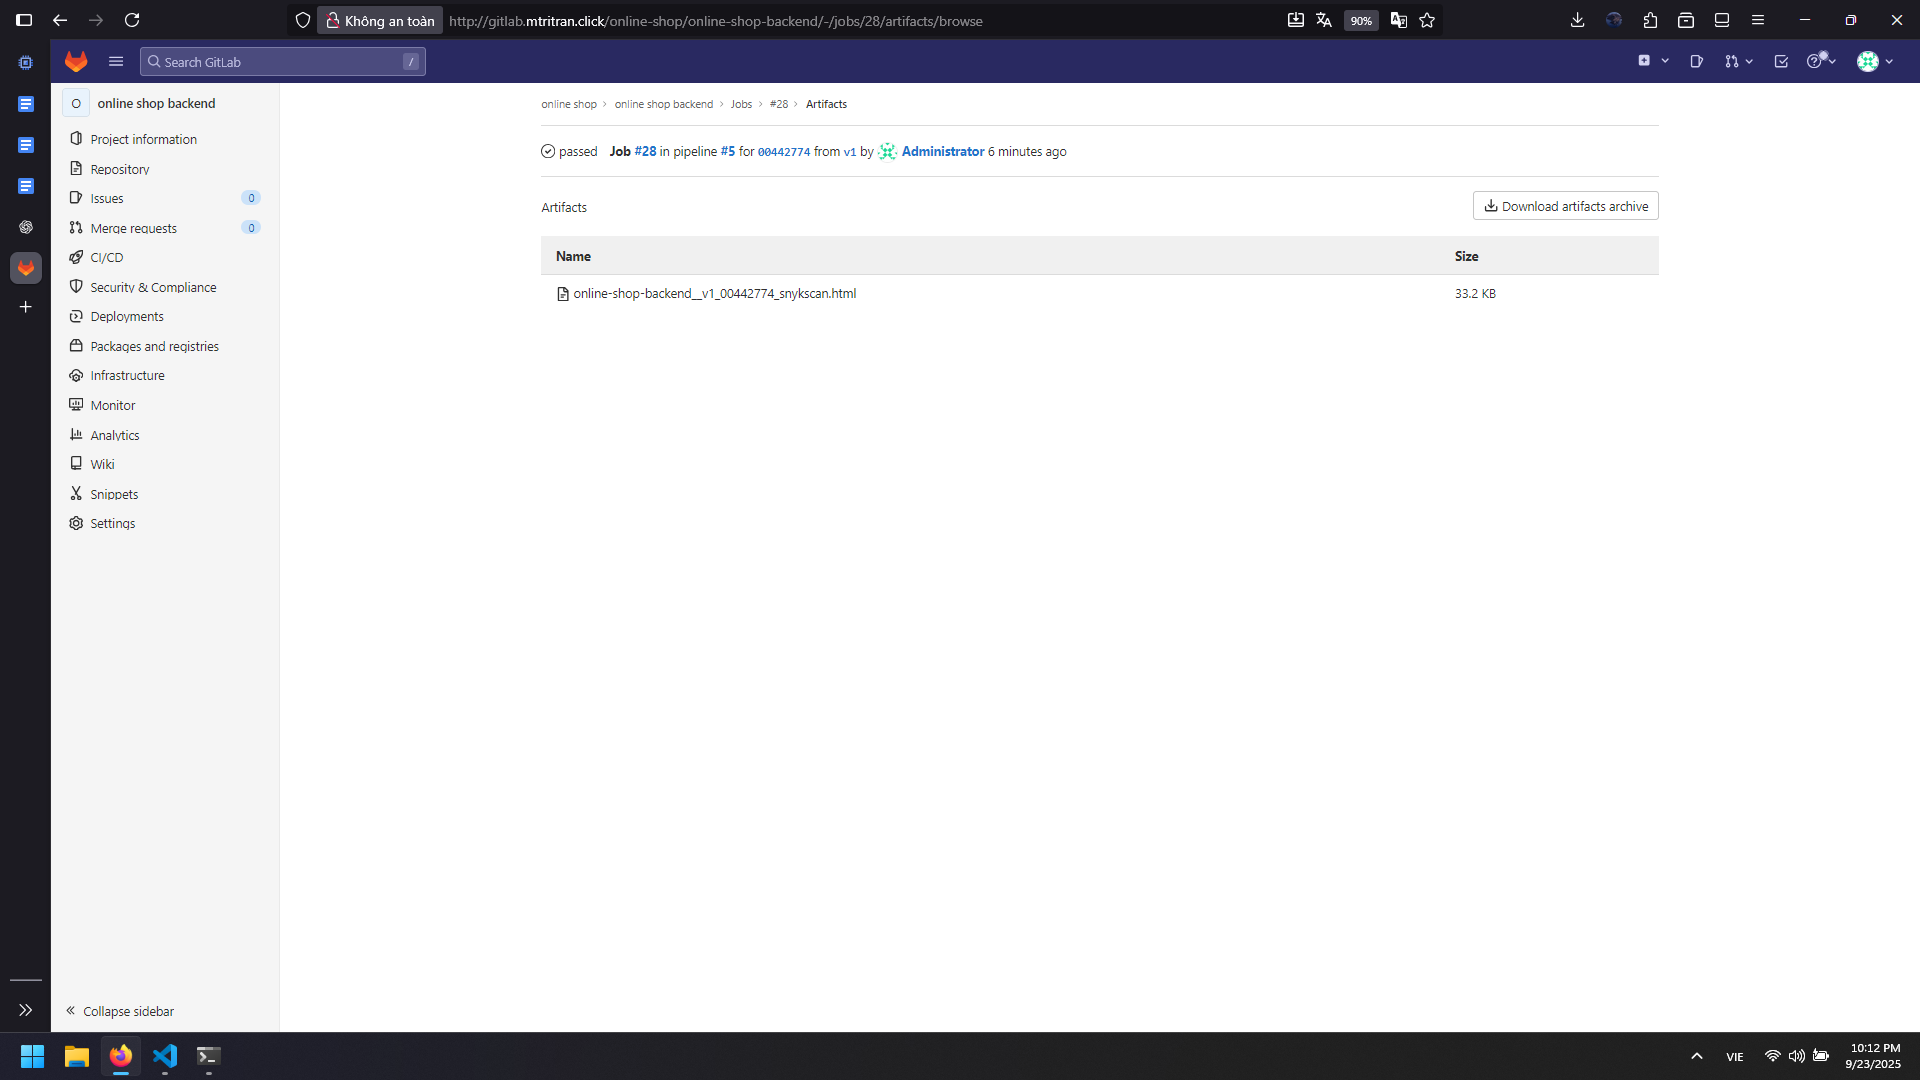 Không an toàn
http://gitlab.mtritran.click/online-shop/online-shop-backend/-/jobs/28/artifacts/browse
90%
Search GitLab
/
O
online shop backend
Project information
Repository
Issues
0
Merge requests
0
CI/CD
Security & Compliance
Deployments
Packages and registries
Infrastructure
Monitor
Analytics
Wiki
Snippets
Settings
Collapse sidebar
online shop > online shop backend > Jobs > #28 > Artifacts
passed Job #28 in pipeline #5 for 00442774 from v1 by Administrator 6 minutes ago
Artifacts
Download artifacts archive
Name
Size
online-shop-backend__v1_00442774_snykscan.html
33.2 KB
VIE
10:12 PM
9/23/2025